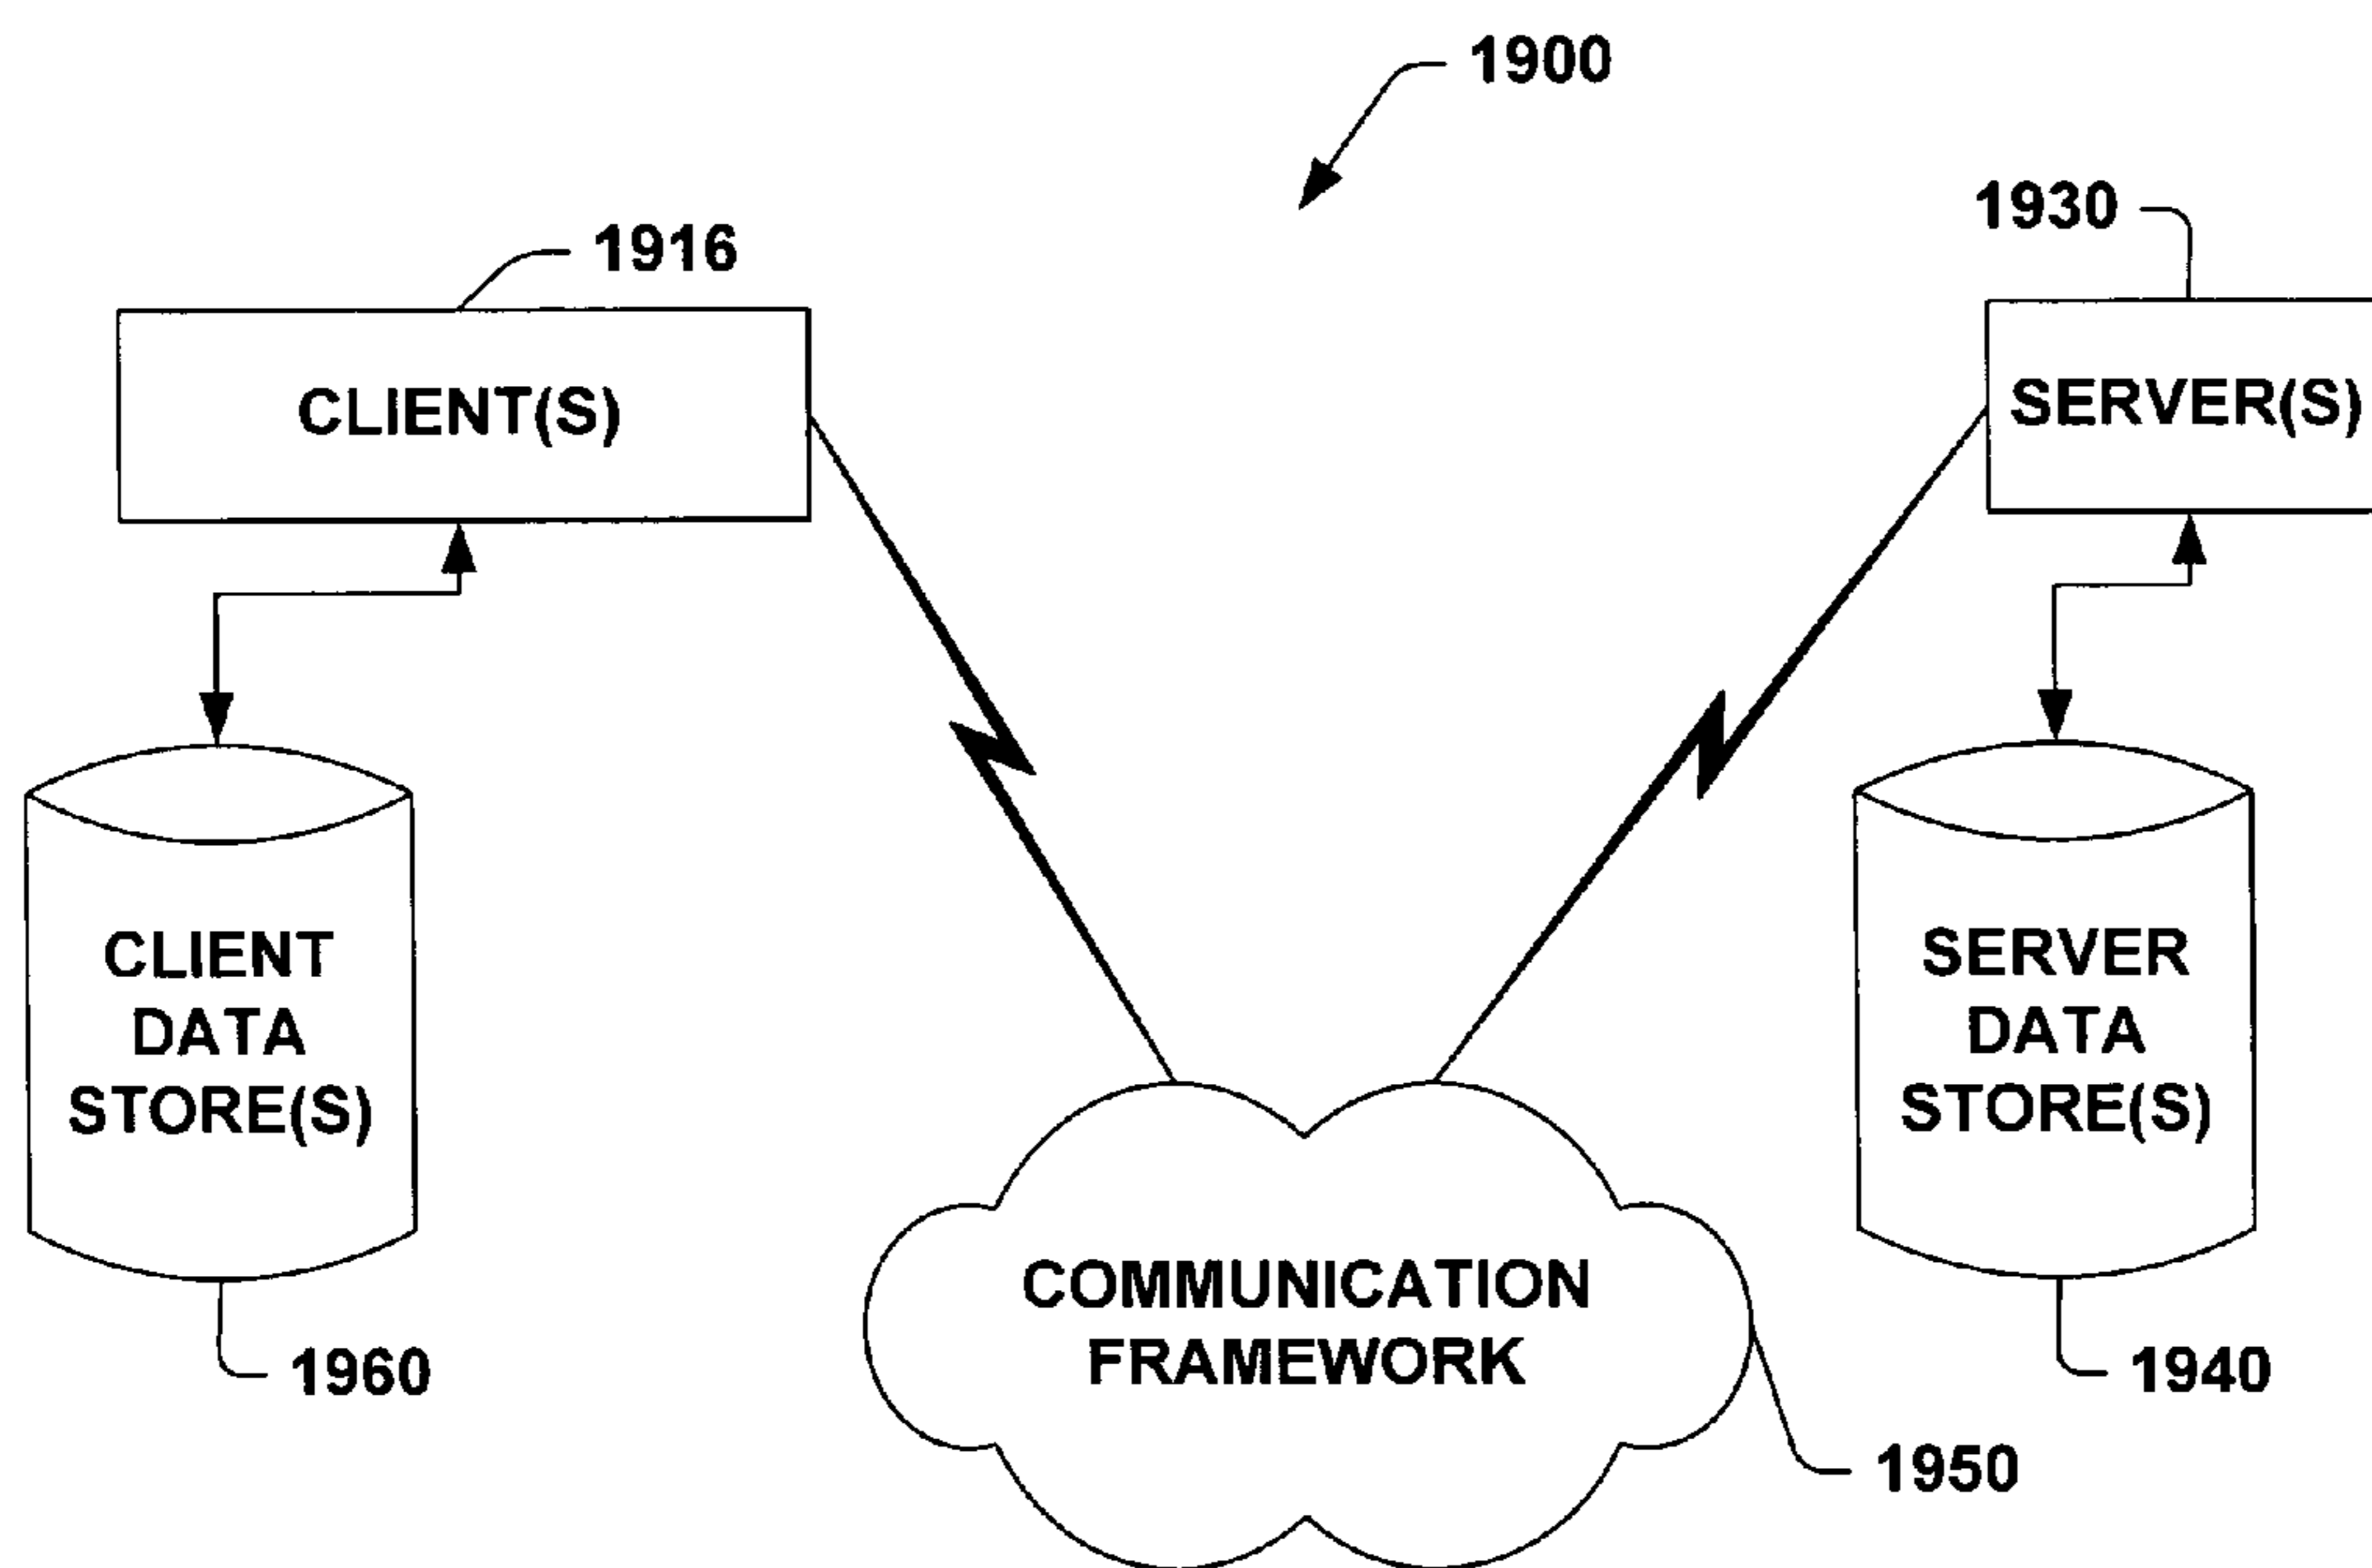 1900
1930
1916
CLIENT(S)
SERVER(S)
CLIENT
DATA
STORE(S)
SERVER
DATA
STORE(S)
COMMUNICATION
FRAMEWORK
1960
1940
1950